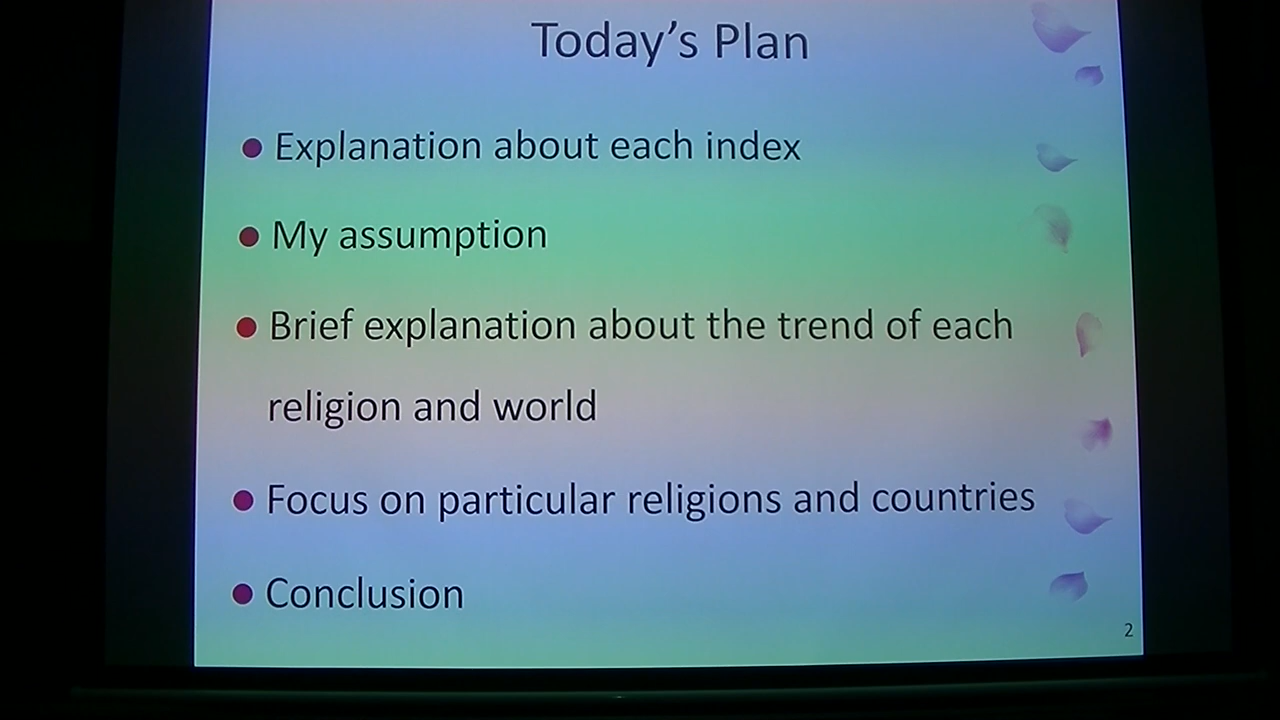 Today's Plan
● Explanation about each index
● My assumption
● Brief explanation about the trend of each
religion and world
● Focus on particular religions and countries
● Conclusion
2